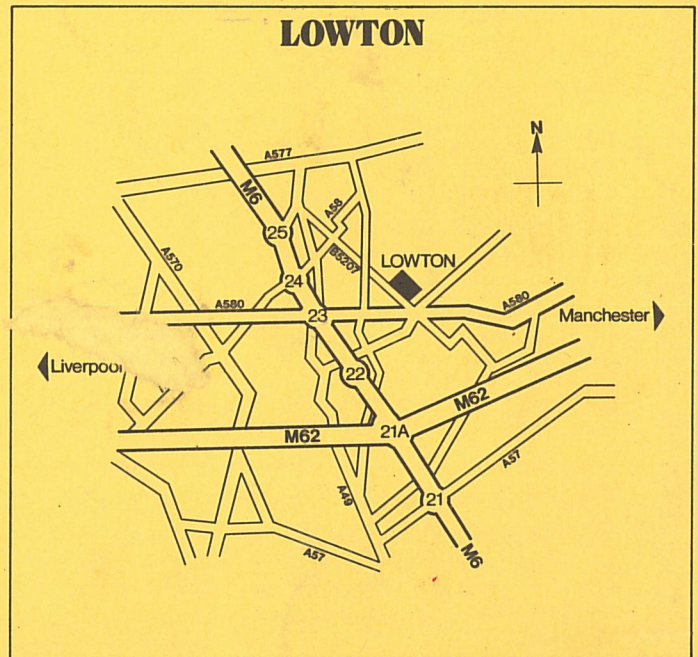 LOWTON
N
A577
M6
A58
25
B5207
A570
LOWTON
24
A580
A580
23
Manchester
Liverpool
22
M62
21A
M62
A57
A49
21
A57
M6